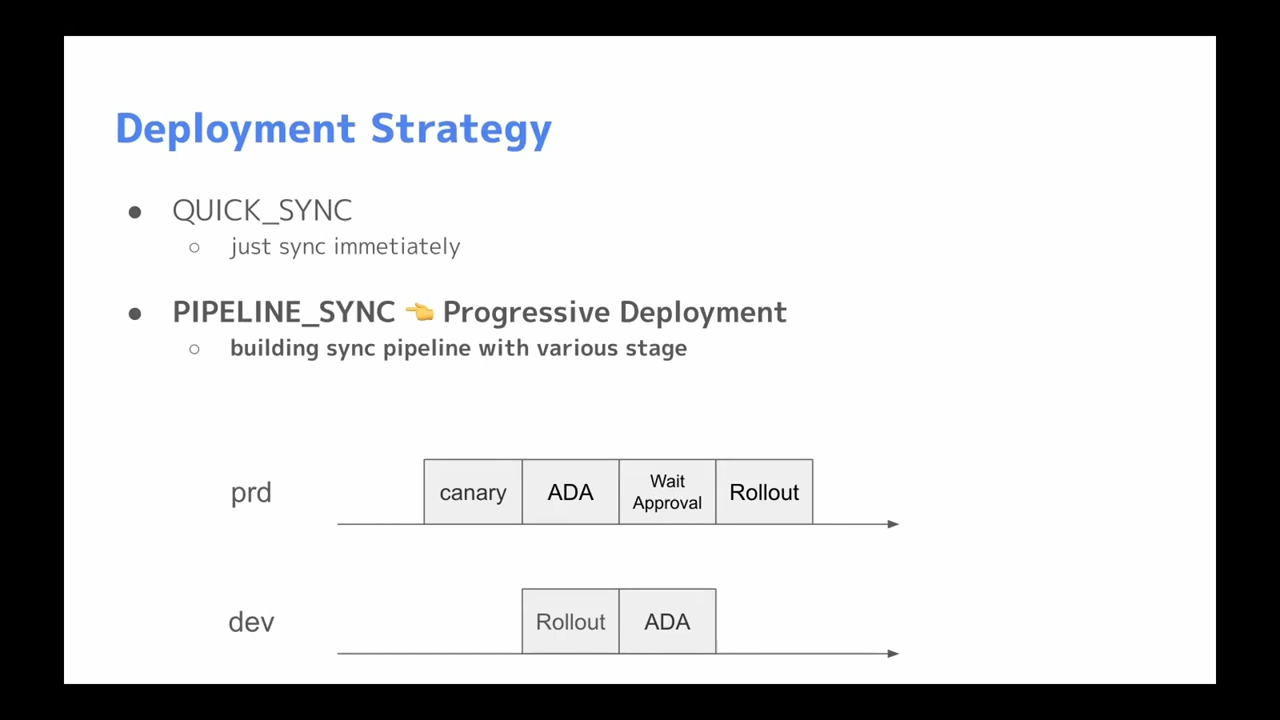 Deployment Strategy
● QUICK_SYNC
○ just sync immetiately
● PIPELINE_SYNC 👈 Progressive Deployment
○ building sync pipeline with various stage
prd
canary
ADA
Wait
Approval
Rollout
dev
Rollout
ADA